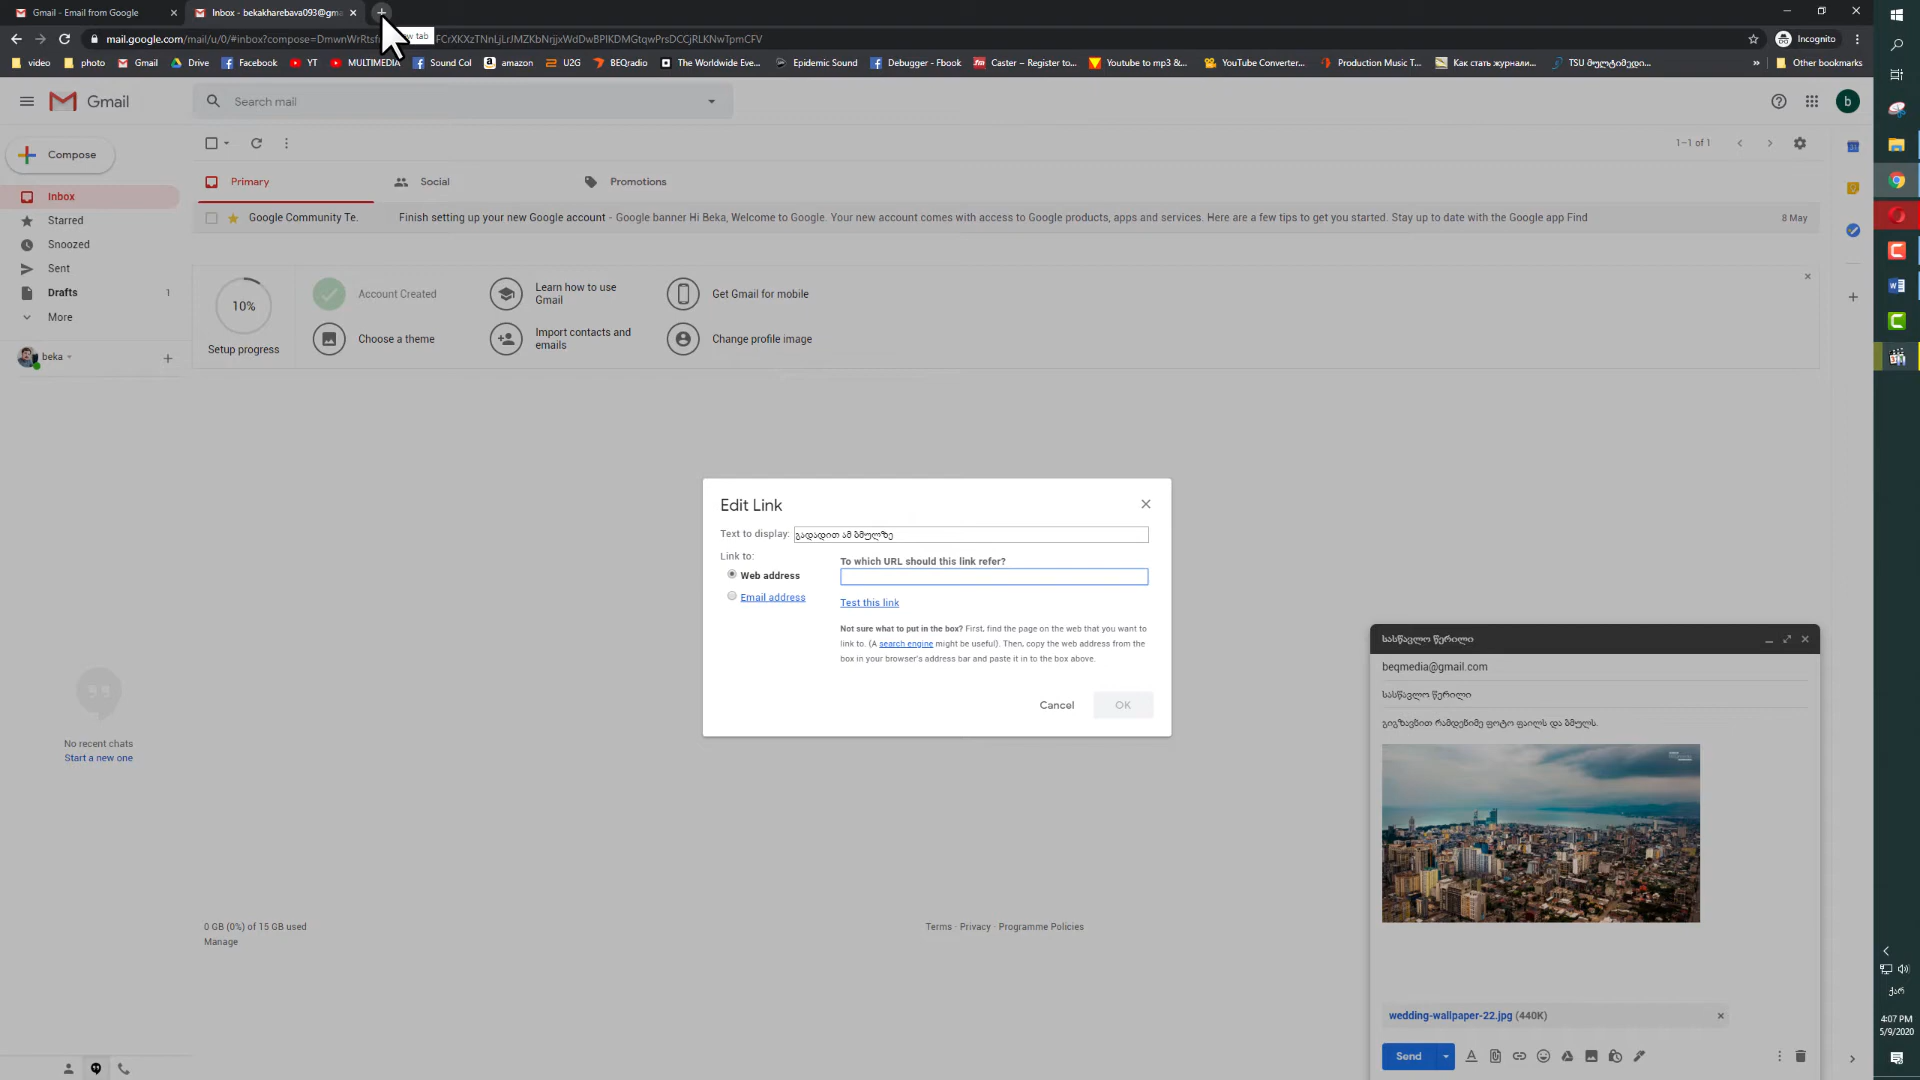 Gmail - Email from Google
Inbox - bekakharebava093@gma
mail.google.com/mail/u/0/#inbox?compose=DmwnWrRtsf FCrXKXzTNnLjLrJMZKbNrjjxWdDwBPlKDMGtqwPrsDCCjRLKNwTpmCFV
w tab
Incognito
video photo Gmail Drive Facebook YT MULTIMEDIA Sound Col amazon U2G BEQradio The Worldwide Eve... Epidemic Sound Debugger - Fbook Caster – Register to... Youtube to mp3 &... YouTube Converter... Production Music T... Как стать журнали... TSU მულტიმედი... » Other bookmarks
Gmail
Search mail
b
Compose
1–1 of 1
Inbox
Primary
Social
Promotions
Google Community Te.
Finish setting up your new Google account - Google banner Hi Beka, Welcome to Google. Your new account comes with access to Google products, apps and services. Here are a few tips to get you started. Stay up to date with the Google app Find
8 May
Starred
Snoozed
Sent
Drafts 1
More
beka
10%
Setup progress
Account Created
Learn how to use
Gmail
Get Gmail for mobile
Choose a theme
Import contacts and
emails
Change profile image
Edit Link
Text to display: გადადით ამ ბმულზე
Link to:
Web address
Email address
To which URL should this link refer?
Test this link
Not sure what to put in the box? First, find the page on the web that you want to
link to. (A search engine might be useful). Then, copy the web address from the
box in your browser's address bar and paste it in to the box above.
Cancel
OK
No recent chats
Start a new one
0 GB (0%) of 15 GB used
Manage
Terms · Privacy · Programme Policies
სასწავლო წერილი
beqmedia@gmail.com
სასწავლო წერილი
გიგზავნით რამდენიმე ფოტო ფაილს და ბმულს.
wedding-wallpaper-22.jpg (440K)
Send
ქარ
4:07 PM
5/9/2020